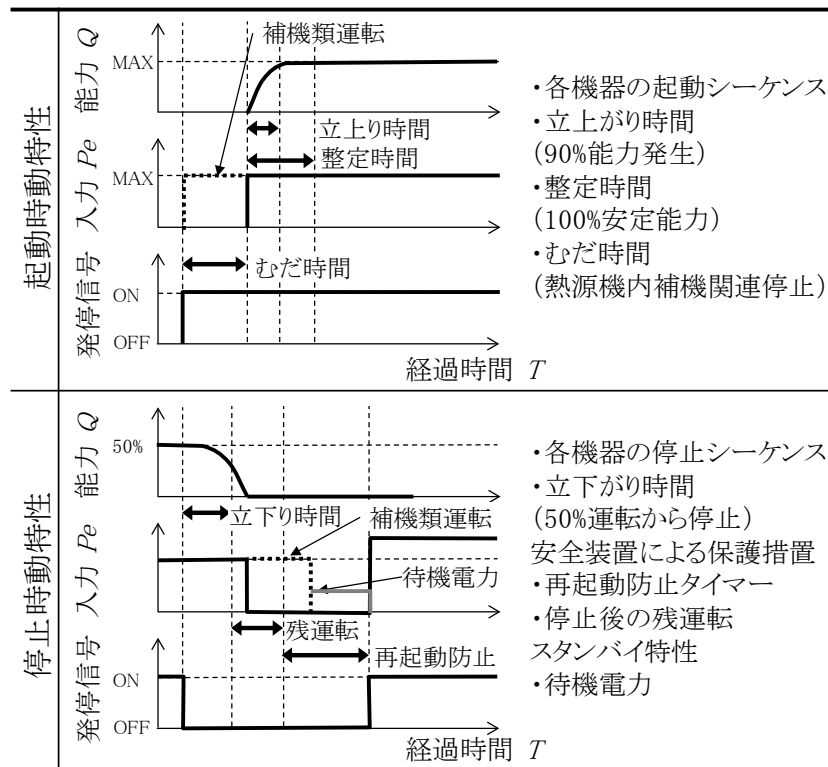 起動時動特性
能力 Q
MAX
補機類運転
立上り時間
整定時間
入力 Pe
MAX
むだ時間
発停信号
ON
OFF
経過時間 T
・各機器の起動シーケンス
・立上がり時間
(90%能力発生)
・整定時間
(100%安定能力)
・むだ時間
(熱源機内補機関連停止)
停止時動特性
能力 Q
50%
立下り時間
補機類運転
入力 Pe
待機電力
残運転
再起動防止
発停信号
ON
OFF
経過時間 T
・各機器の停止シーケンス
・立下がり時間
(50%運転から停止)
安全装置による保護措置
・再起動防止タイマー
・停止後の残運転
スタンバイ特性
・待機電力